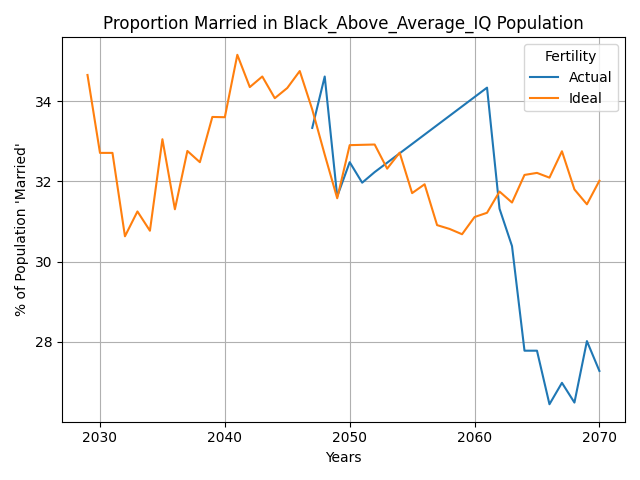 Proportion Married in Black_Above_Average_IQ Population
Fertility
Actual
Ideal
% of Population 'Married'
34
32
30
28
2030
2040
2050
2060
2070
Years